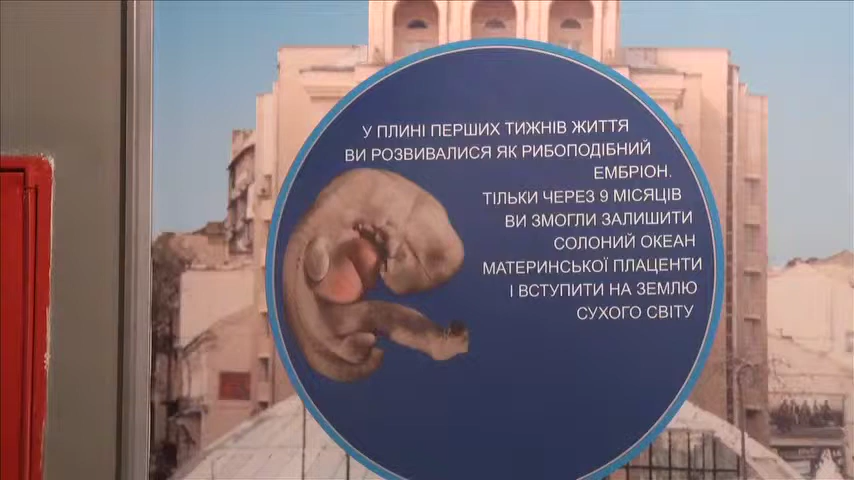 У ПЛИНІ ПЕРШИХ ТИЖНІВ ЖИТТЯ
ВИ РОЗВИВАЛИСЯ ЯК РИБОПОДІБНИЙ
ЕМБРІОН.
ТІЛЬКИ ЧЕРЕЗ 9 МІСЯЦІВ
ВИ ЗМОГЛИ ЗАЛИШИТИ
СОЛОНИЙ ОКЕАН
МАТЕРИНСЬКОЇ ПЛАЦЕНТИ
І ВСТУПИТИ НА ЗЕМЛЮ
СУХОГО СВІТУ